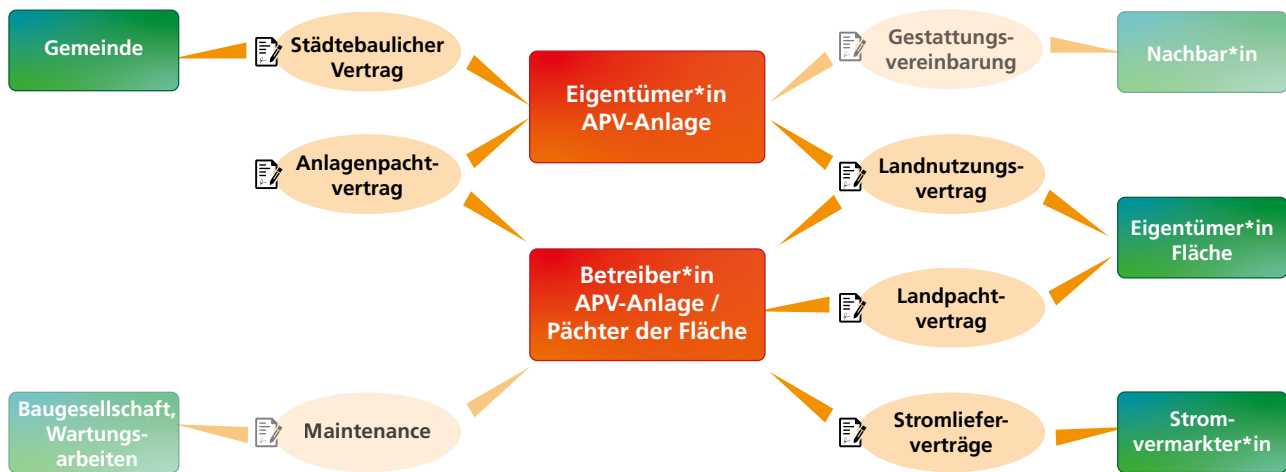 Gemeinde
Städtebaulicher
Vertrag
Eigentümer*in
APV-Anlage
Gestattungs-
vereinbarung
Nachbar*in
Anlagenpacht-
vertrag
Landnutzungs-
vertrag
Eigentümer*in
Fläche
Betreiber*in
APV-Anlage /
Pächter der Fläche
Landpacht-
vertrag
Baugesellschaft,
Wartungs-
arbeiten
Maintenance
Stromliefer-
verträge
Strom-
vermarkter*in